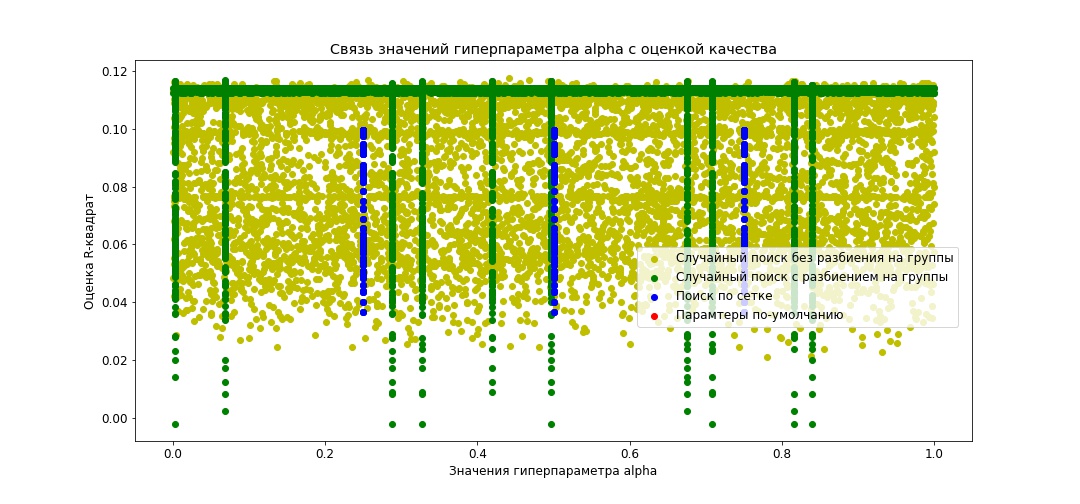 Связь значений гиперпараметра alpha с оценкой качества
0.12
0.10
0.08
0.06
0.04
0.02
0.00
Оценка R-квадрат
Случайный поиск без разбиения на группы
Случайный поиск с разбиением на группы
Поиск по сетке
Парамтеры по-умолчанию
0.0 0.2 0.4 0.6 0.8 1.0
Значения гиперпараметра alpha